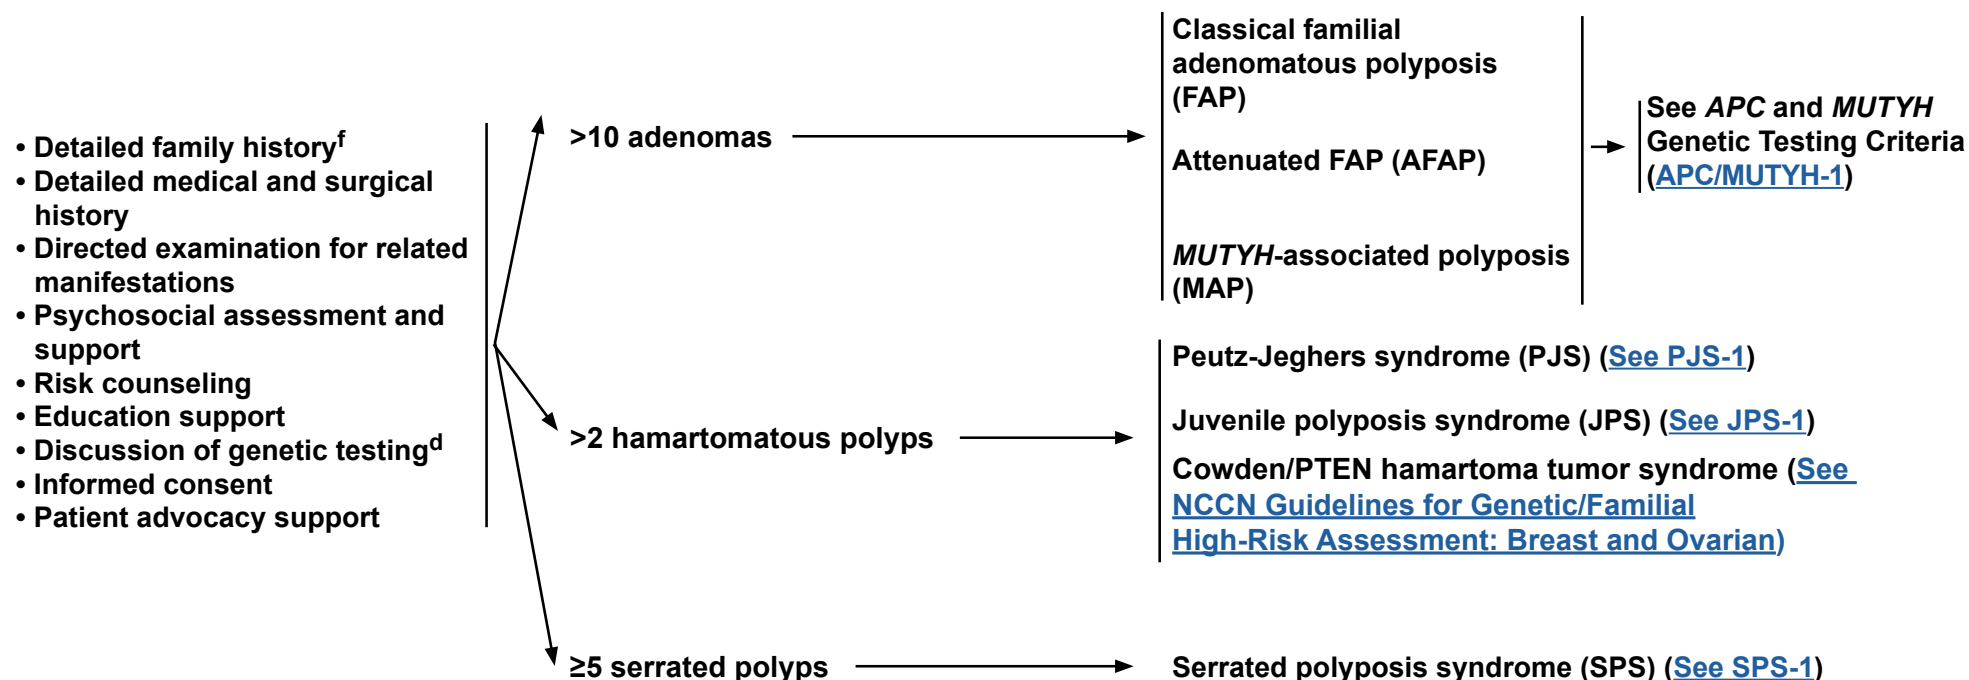 • Detailed family history^f
• Detailed medical and surgical
history
• Directed examination for related
manifestations
• Psychosocial assessment and
support
• Risk counseling
• Education support
• Discussion of genetic testing^d
• Informed consent
• Patient advocacy support
>10 adenomas
Classical familial
adenomatous polyposis
(FAP)
Attenuated FAP (AFAP)
MUTYH-associated polyposis
(MAP)
See APC and MUTYH
Genetic Testing Criteria
(APC/MUTYH-1)
>2 hamartomatous polyps
Peutz-Jeghers syndrome (PJS) (See PJS-1)
Juvenile polyposis syndrome (JPS) (See JPS-1)
Cowden/PTEN hamartoma tumor syndrome (See
NCCN Guidelines for Genetic/Familial
High-Risk Assessment: Breast and Ovarian)
≥5 serrated polyps
Serrated polyposis syndrome (SPS) (See SPS-1)